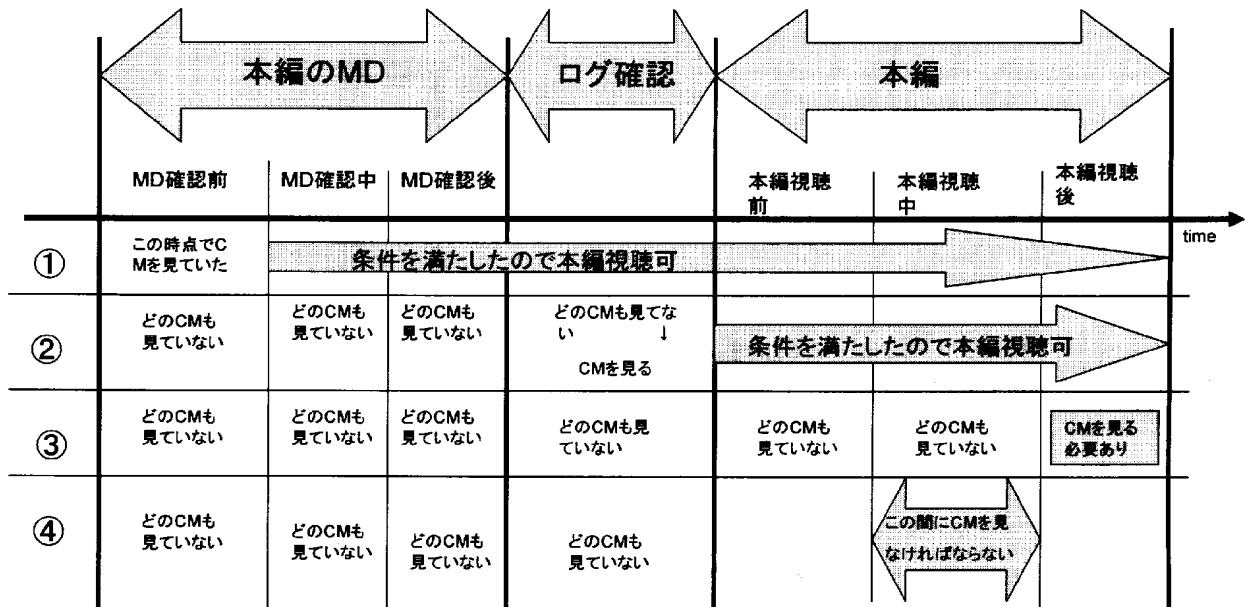 本編のMD
ログ確認
本編
MD確認前
MD確認中
MD確認後
本編視聴
前
本編視聴
中
本編視聴
後
time
①
この時点でC
Mを見ていた
条件を満たしたので本編視聴可
②
どのCMも
見ていない
どのCMも
見ていない
どのCMも
見ていない
どのCMも見てな
い ↓
CMを見る
条件を満たしたので本編視聴可
③
どのCMも
見ていない
どのCMも
見ていない
どのCMも
見ていない
どのCMも見
ていない
どのCMも
見ていない
どのCMも
見ていない
CMを見る
必要あり
④
どのCMも
見ていない
どのCMも
見ていない
どのCMも
見ていない
どのCMも
見ていない
この間にCMを見
なければならない